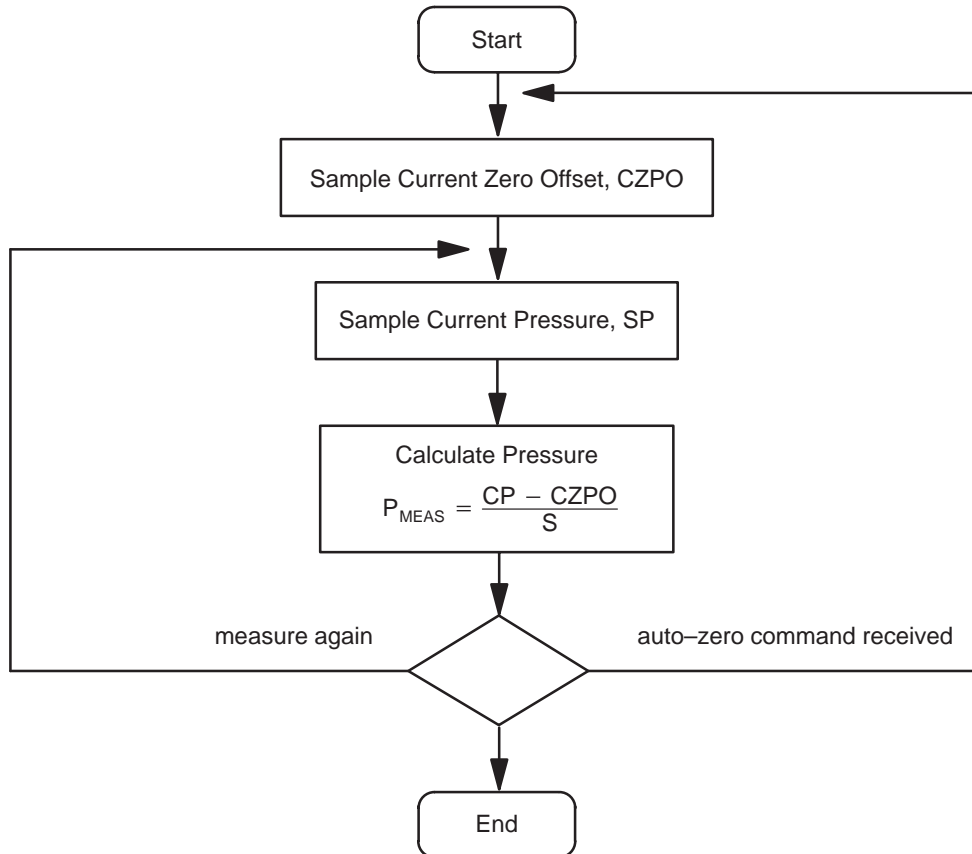 Start
Sample Current Zero Offset, CZPO
Sample Current Pressure, SP
Calculate Pressure
P_MEAS = (CP – CZPO) / S
measure again
auto–zero command received
End